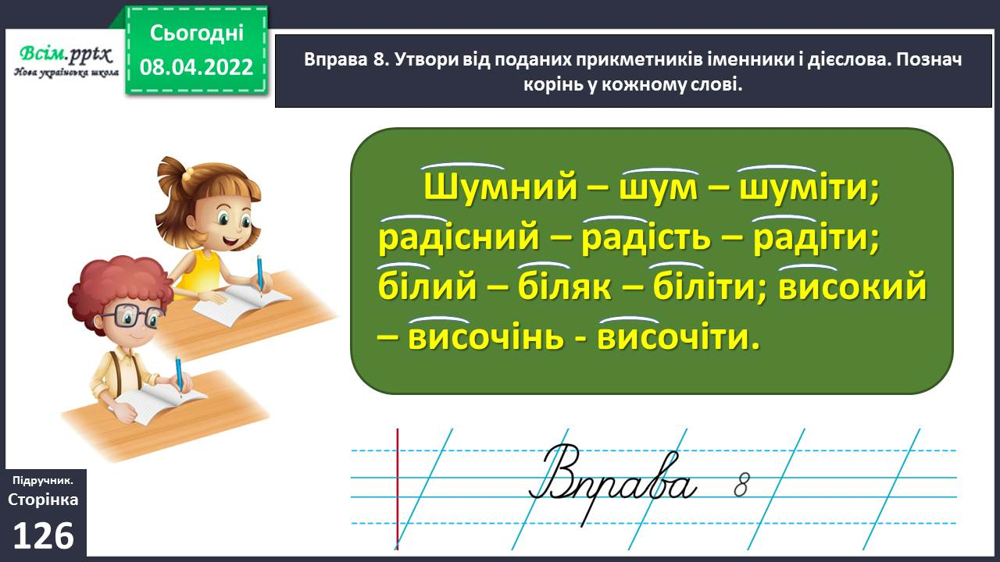 Всім.pptx
Нова українська школа
Сьогодні
08.04.2022
Вправа 8. Утвори від поданих прикметників іменники і дієслова. Познач
корінь у кожному слові.
Шумний – шум – шуміти;
радісний – радість – радіти;
білий – біляк – біліти; високий
– височінь - височіти.
Вправа 8
Підручник.
Сторінка
126